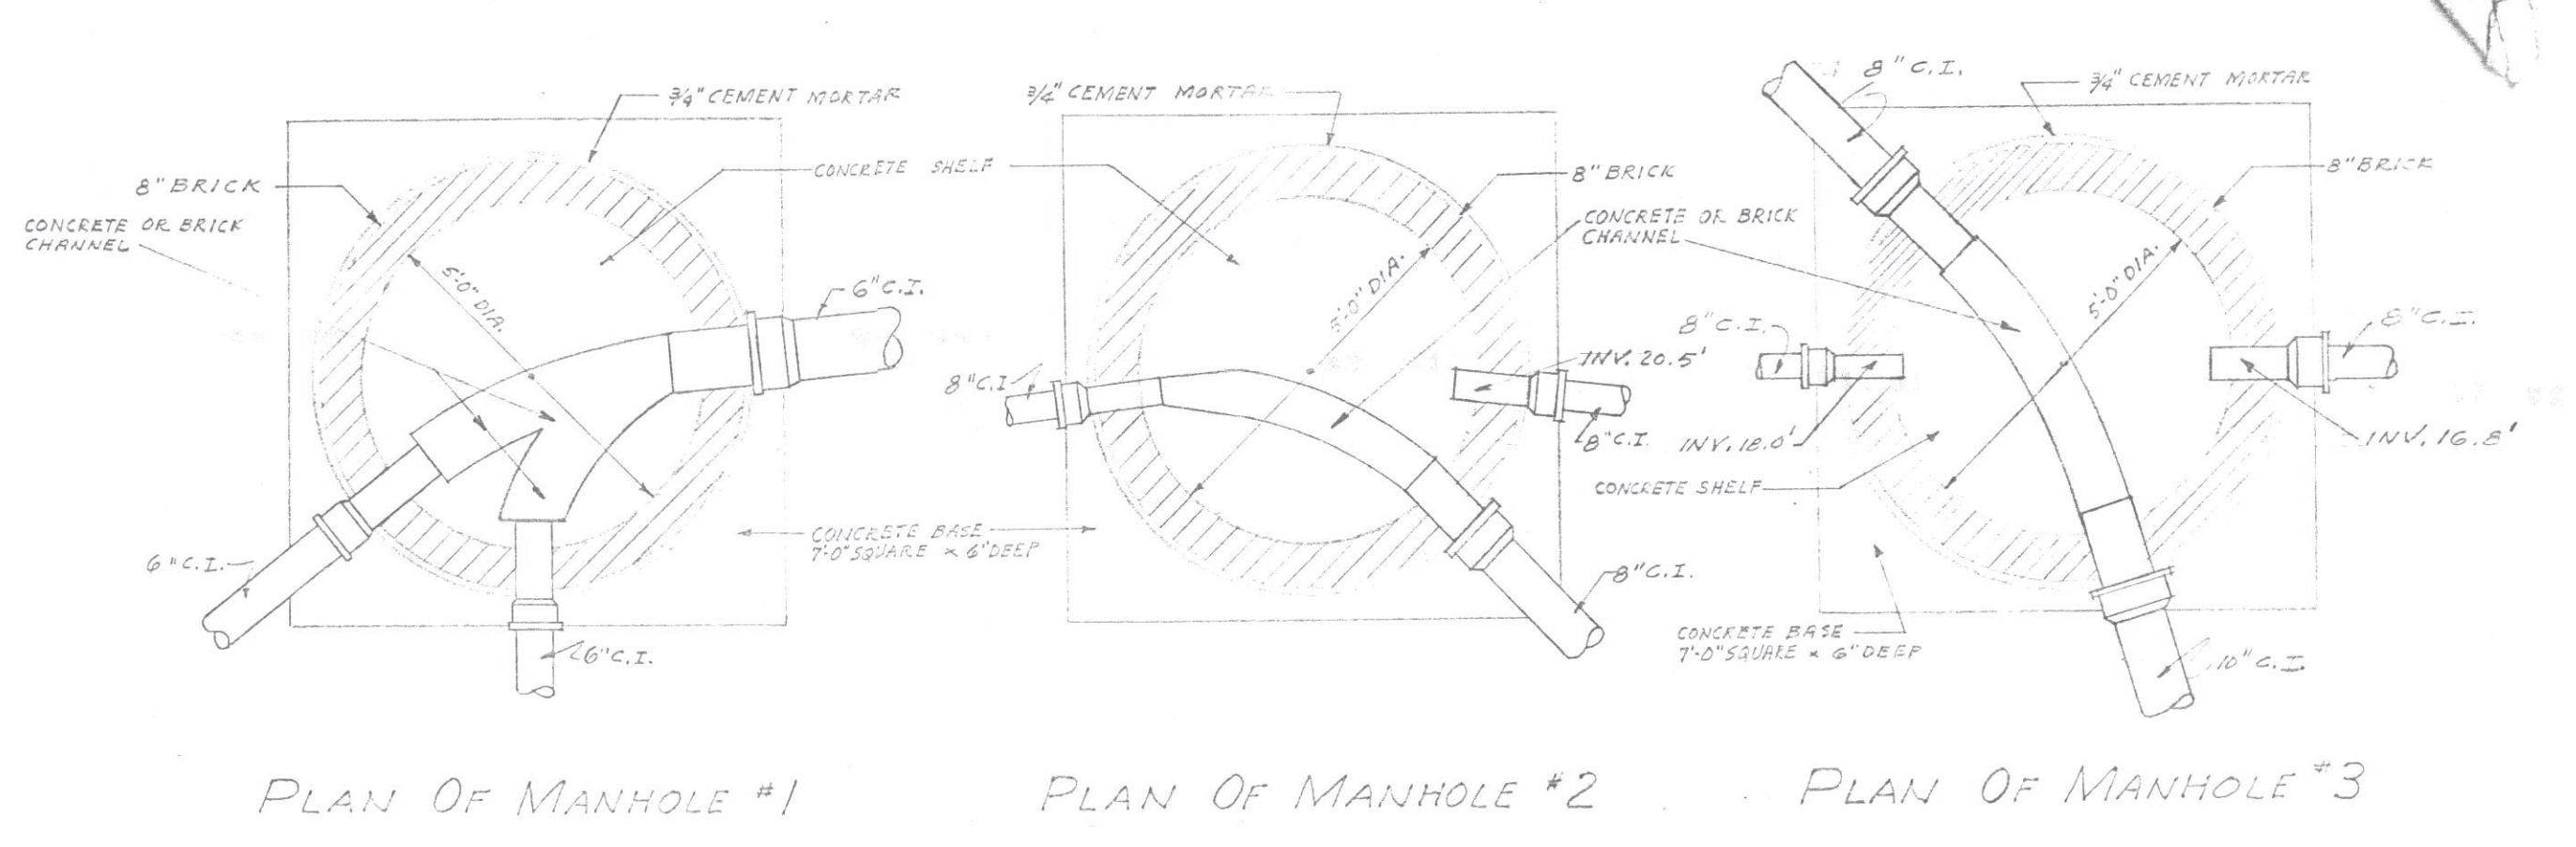 3/4" CEMENT MORTAR
8" BRICK
CONCRETE OR BRICK
CHANNEL
5'-0" DIA.
6" C.I.
6" C.I.
6" C.I.
CONCRETE SHELF
CONCRETE BASE
7'-0" SQUARE x 6" DEEP
PLAN OF MANHOLE #1
3/4" CEMENT MORTAR
8" BRICK
CONCRETE OR BRICK
CHANNEL
5'-0" DIA.
8" C.I.
INV. 20.5'
8" C.I.
8" C.I.
PLAN OF MANHOLE #2
8" C.I.
3/4" CEMENT MORTAR
8" BRICK
5'-0" DIA.
8" C.I.
8" C.I.
INV. 18.0'
INV. 16.8'
CONCRETE SHELF
CONCRETE BASE
7'-0" SQUARE x 6" DEEP
10" C.I.
PLAN OF MANHOLE #3